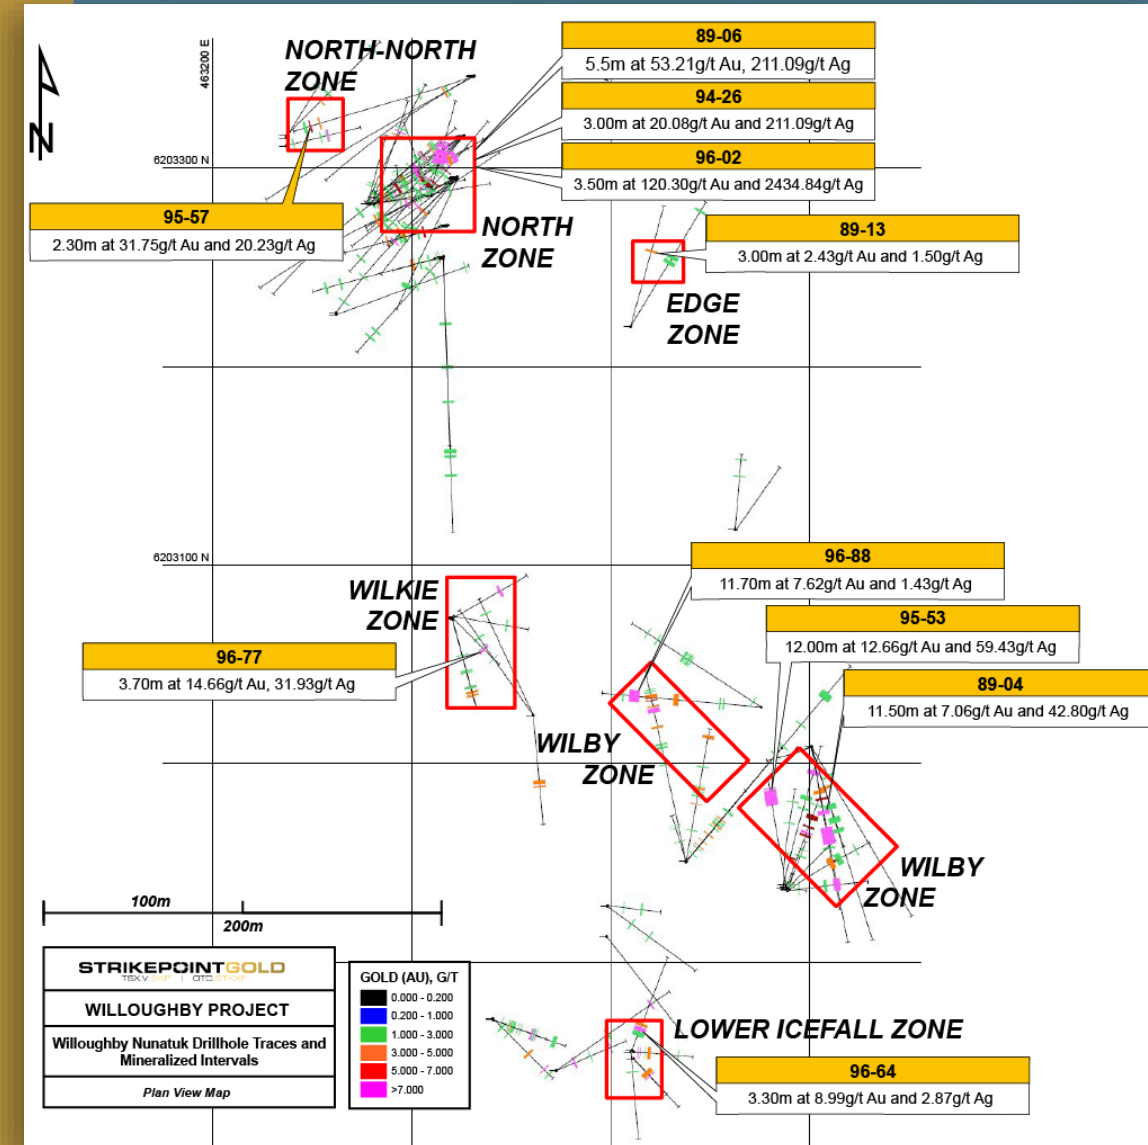 NORTH-NORTH
ZONE
463200 E
N
89-06
5.5m at 53.21g/t Au, 211.09g/t Ag
94-26
3.00m at 20.08g/t Au and 211.09g/t Ag
96-02
3.50m at 120.30g/t Au and 2434.84g/t Ag
6203300 N
95-57
2.30m at 31.75g/t Au and 20.23g/t Ag
NORTH
ZONE
89-13
3.00m at 2.43g/t Au and 1.50g/t Ag
EDGE
ZONE
6203100 N
96-88
11.70m at 7.62g/t Au and 1.43g/t Ag
WILKIE
ZONE
95-53
12.00m at 12.66g/t Au and 59.43g/t Ag
96-77
3.70m at 14.66g/t Au, 31.93g/t Ag
89-04
11.50m at 7.06g/t Au and 42.80g/t Ag
WILBY
ZONE
WILBY
ZONE
100m
200m
STRIKEPOINTGOLD
TSX.V:SKP | OTC:STKXF
WILLOUGHBY PROJECT
Willoughby Nunatuk Drillhole Traces and
Mineralized Intervals
Plan View Map
GOLD (AU), G/T
0.000 - 0.200
0.200 - 1.000
1.000 - 3.000
3.000 - 5.000
5.000 - 7.000
>7.000
LOWER ICEFALL ZONE
96-64
3.30m at 8.99g/t Au and 2.87g/t Ag